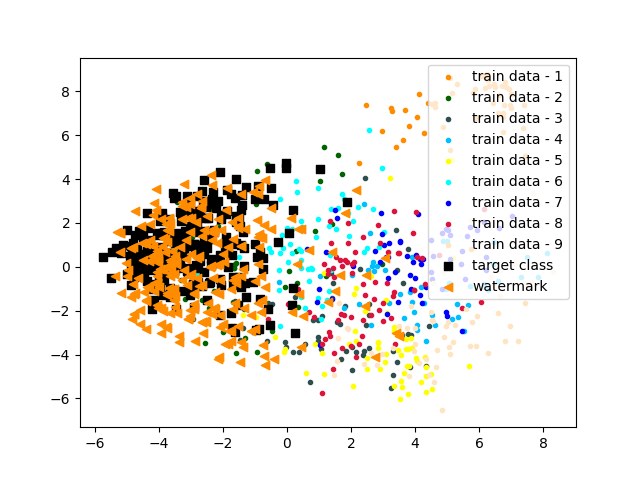 8
6
4
2
0
−2
−4
−6
−6
−4
−2
0
2
4
6
8
train data - 1
train data - 2
train data - 3
train data - 4
train data - 5
train data - 6
train data - 7
train data - 8
train data - 9
target class
watermark